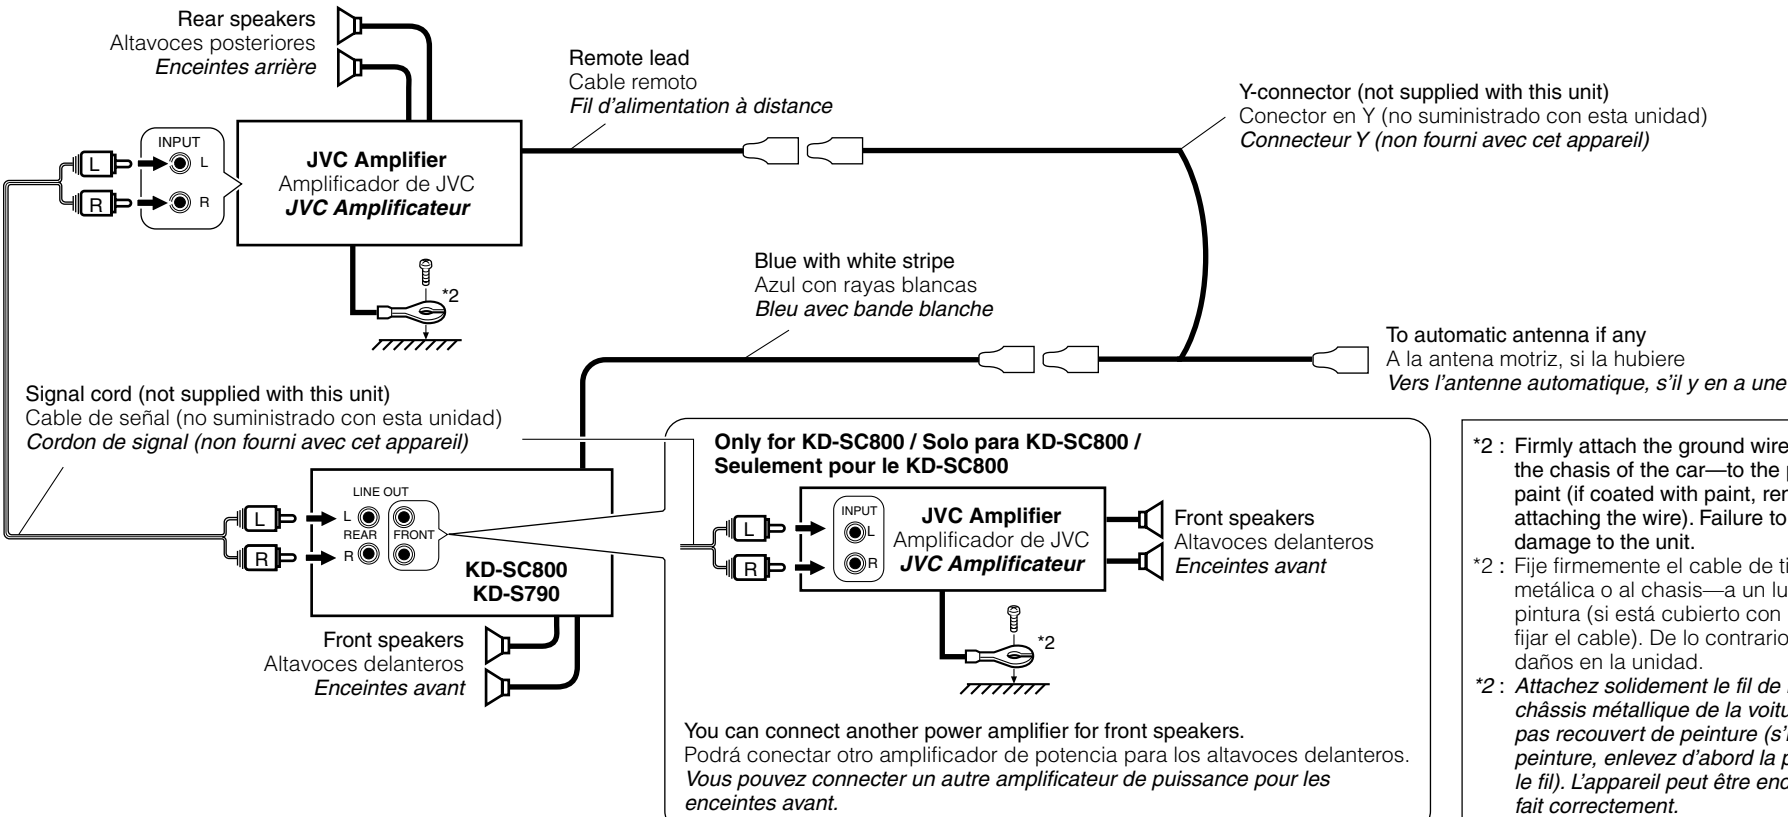 Rear speakers
Altavoces posteriores
Enceintes arrière
Remote lead
Cable remoto
Fil d'alimentation à distance
Y-connector (not supplied with this unit)
Conector en Y (no suministrado con esta unidad)
Connecteur Y (non fourni avec cet appareil)
INPUT
L
L
R
R
JVC Amplifier
Amplificador de JVC
JVC Amplificateur
*2
Blue with white stripe
Azul con rayas blancas
Bleu avec bande blanche
To automatic antenna if any
A la antena motriz, si la hubiere
Vers l'antenne automatique, s'il y en a une
Signal cord (not supplied with this unit)
Cable de señal (no suministrado con esta unidad)
Cordon de signal (non fourni avec cet appareil)
LINE OUT
L
L
REAR
FRONT
R
R
KD-SC800
KD-S790
Front speakers
Altavoces delanteros
Enceintes avant
Only for KD-SC800 / Solo para KD-SC800 /
Seulement pour le KD-SC800
INPUT
L
L
R
R
JVC Amplifier
Amplificador de JVC
JVC Amplificateur
Front speakers
Altavoces delanteros
Enceintes avant
*2
You can connect another power amplifier for front speakers.
Podrá conectar otro amplificador de potencia para los altavoces delanteros.
Vous pouvez connecter un autre amplificateur de puissance pour les
enceintes avant.
*2 : Firmly attach the ground wire
the chasis of the car—to the
paint (if coated with paint,
attaching the wire). Failure to
damage to the unit.
*2 : Fije firmemente el cable de
metálica o al chasis—a un
pintura (si está cubierto con
fijar el cable). De lo contrario
daños en la unidad.
*2 : Attachez solidement le fil de
châssis métallique de la
pas recouvert de peinture
peinture, enlevez d'abord la
le fil). L'appareil peut être
fait correctement.